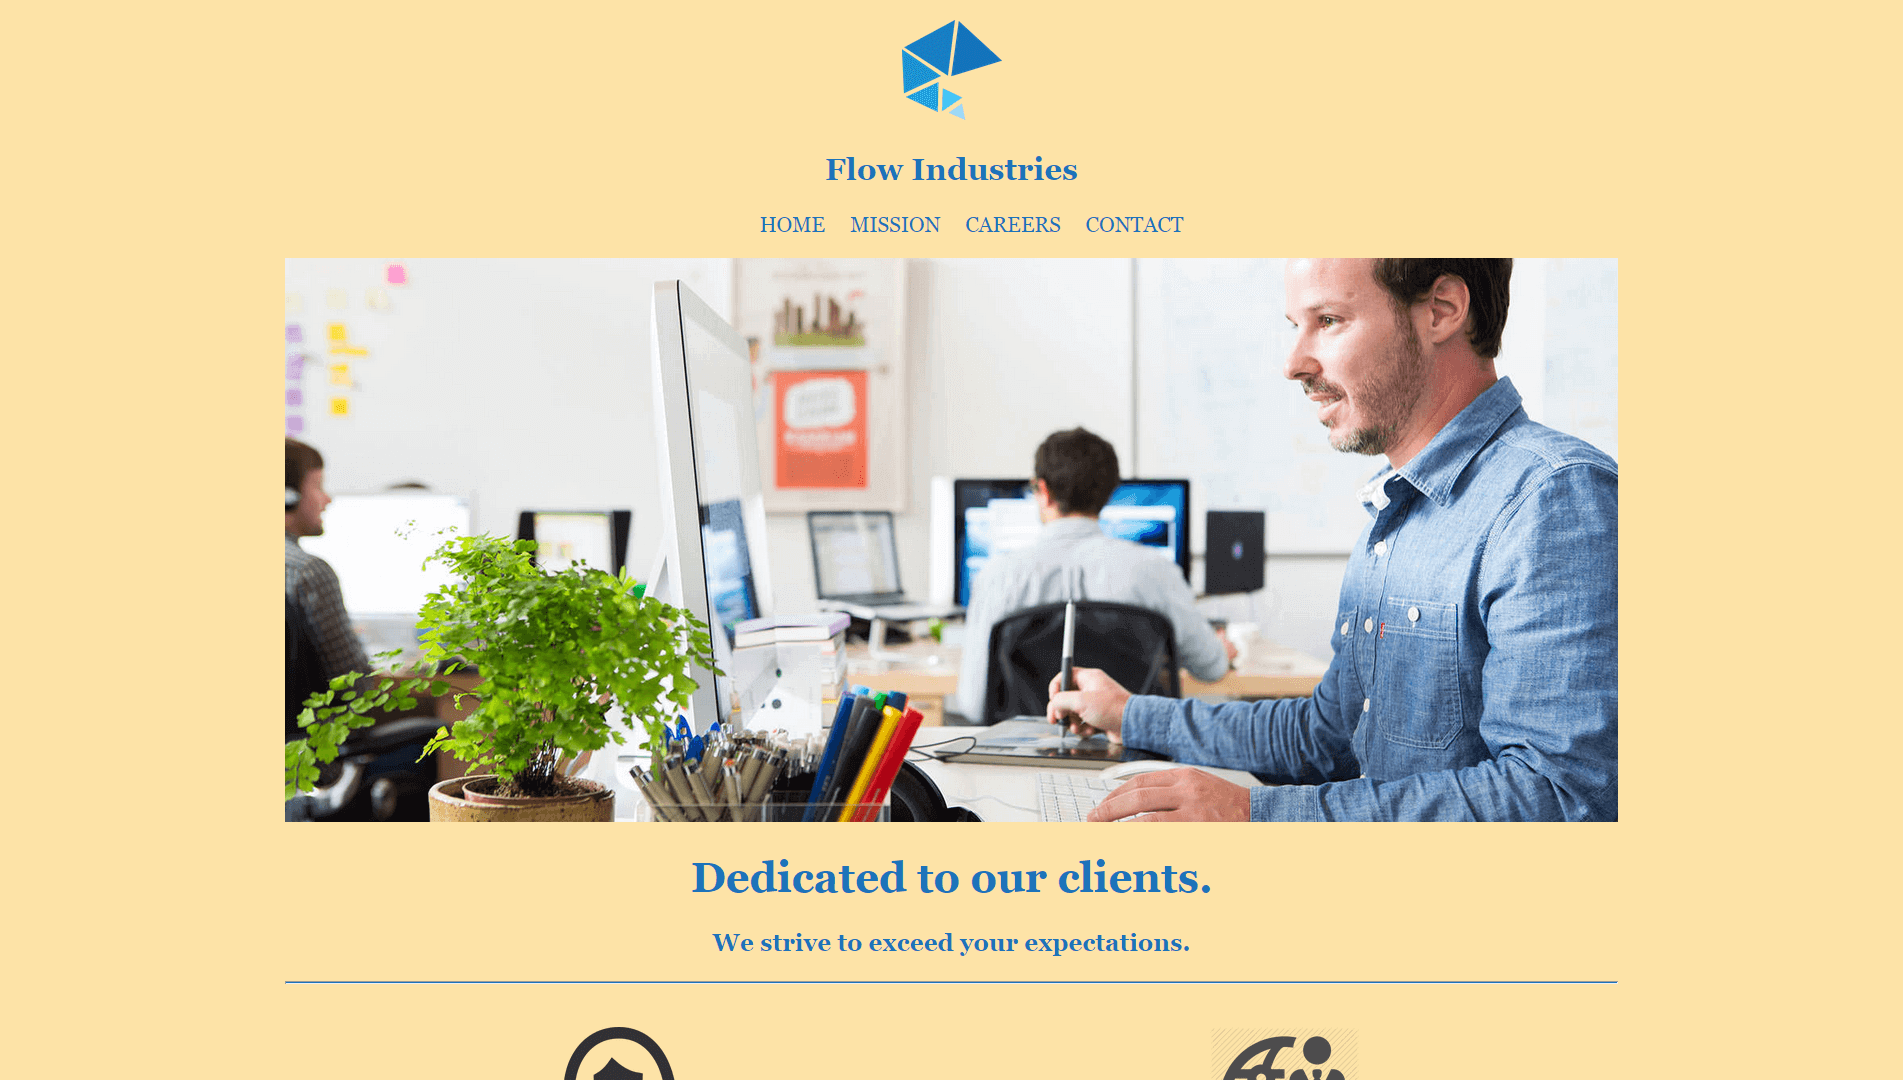 Flow Industries
HOME MISSION CAREERS CONTACT
Dedicated to our clients.
We strive to exceed your expectations.